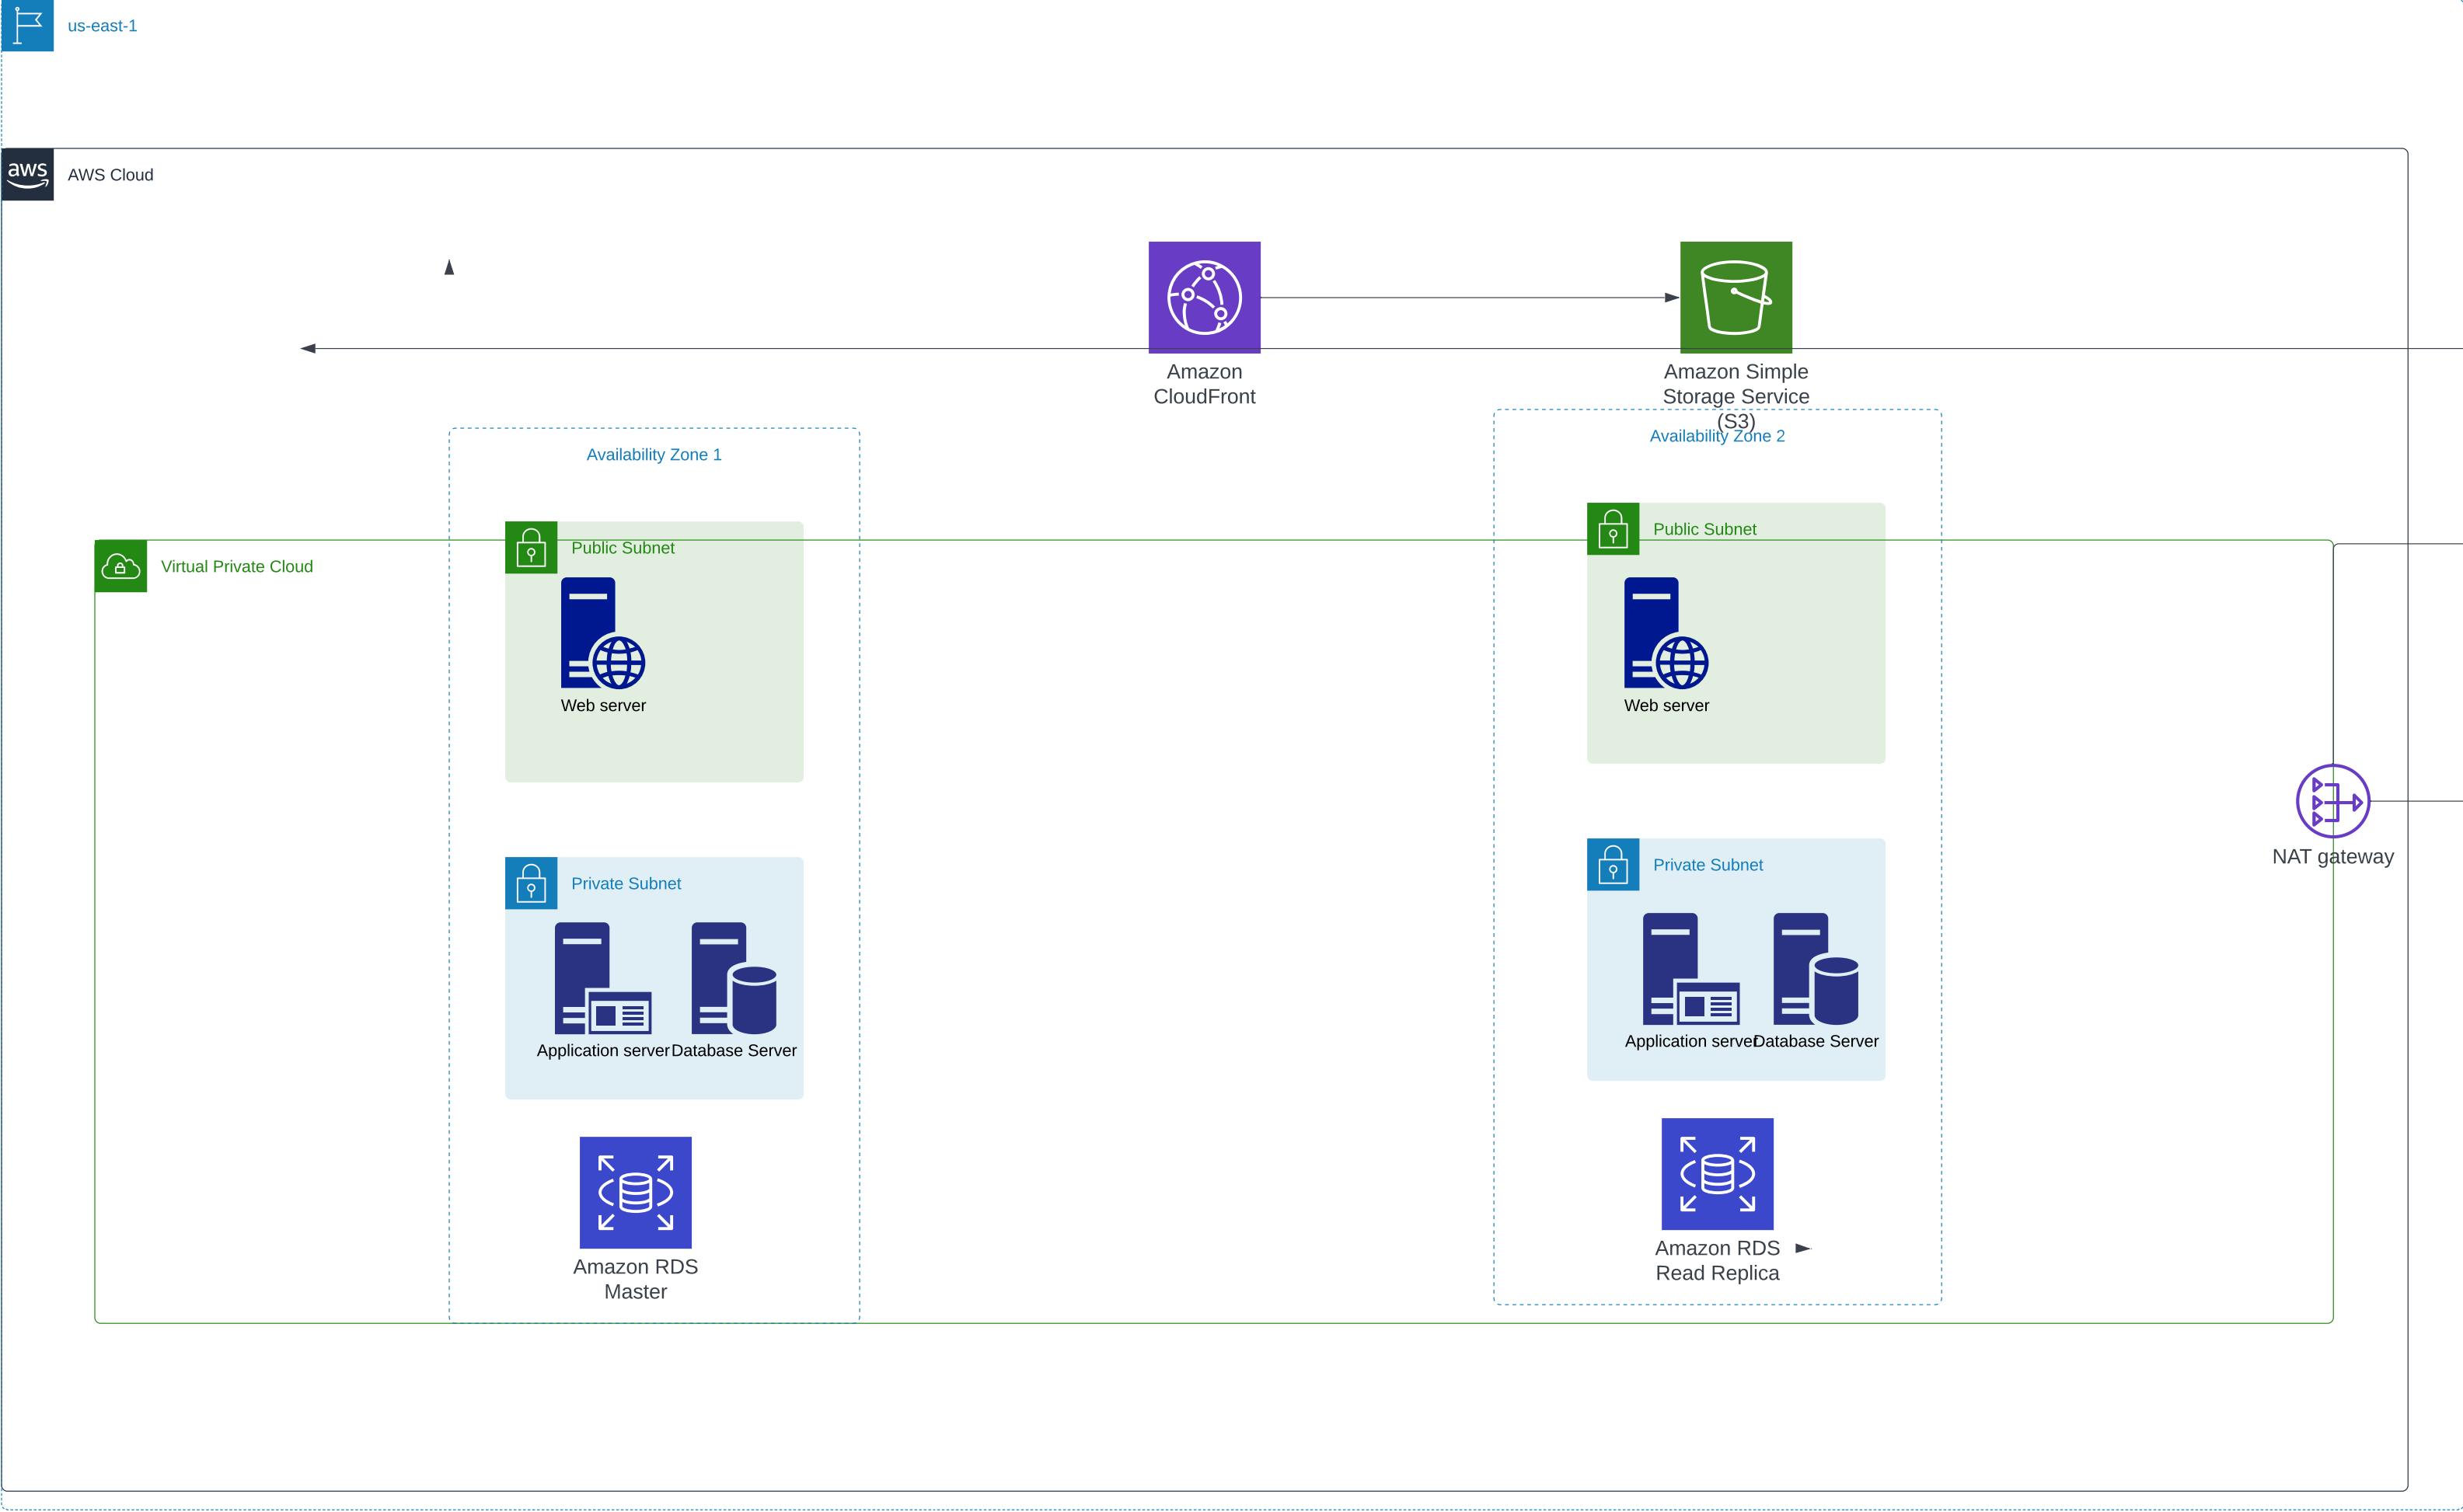 us-east-1
aws
AWS Cloud
Amazon
CloudFront
Amazon Simple
Storage Service
(S3)
Availability Zone 1
Availability Zone 2
Public Subnet
Public Subnet
Virtual Private Cloud
Web server
Web server
NAT gateway
Private Subnet
Private Subnet
Application server
Database Server
Application server
Database Server
Amazon RDS
Master
Amazon RDS
Read Replica